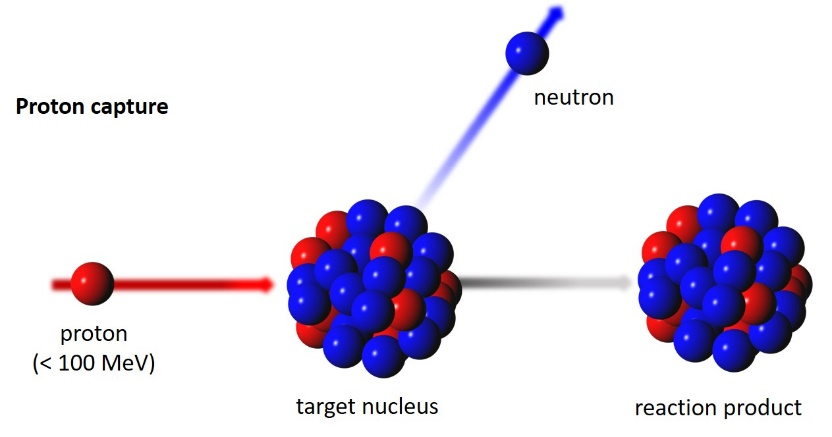 neutron
Proton capture
proton
(< 100 MeV)
target nucleus
reaction product